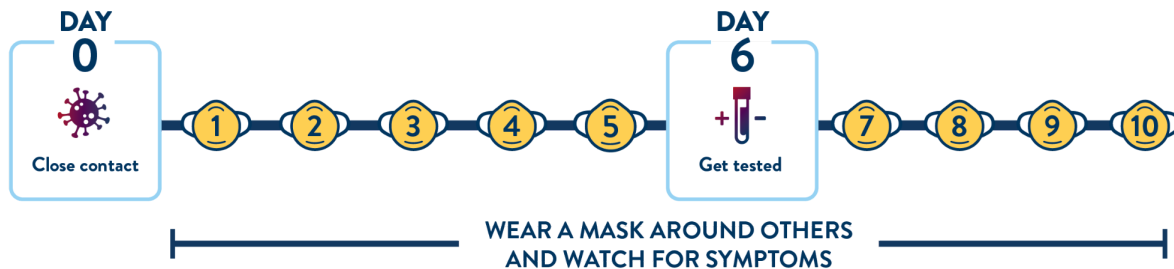 DAY
0
Close contact
1
2
3
4
5
DAY
6
+ -
Get tested
7
8
9
10
WEAR A MASK AROUND OTHERS
AND WATCH FOR SYMPTOMS